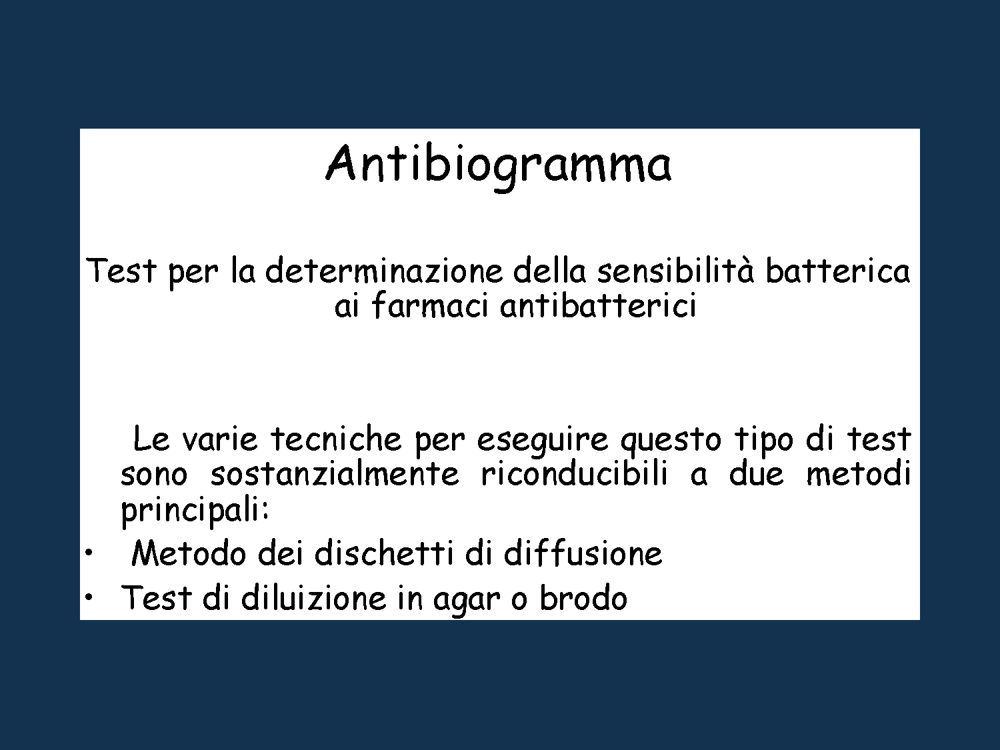 Antibiogramma
Test per la determinazione della sensibilità batterica
ai farmaci antibatterici
Le varie tecniche per eseguire questo tipo di test
sono sostanzialmente riconducibili a due metodi
principali:
• Metodo dei dischetti di diffusione
• Test di diluizione in agar o brodo